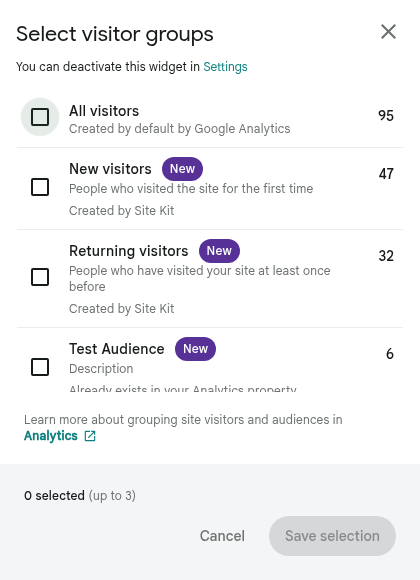 Select visitor groups
You can deactivate this widget in Settings
All visitors
95
Created by default by Google Analytics
New visitors New
47
People who visited the site for the first time
Created by Site Kit
Returning visitors New
32
People who have visited your site at least once
before
Created by Site Kit
Test Audience New
6
Description
Already exists in your Analytics property
Learn more about grouping site visitors and audiences in
Analytics
0 selected (up to 3)
Cancel
Save selection